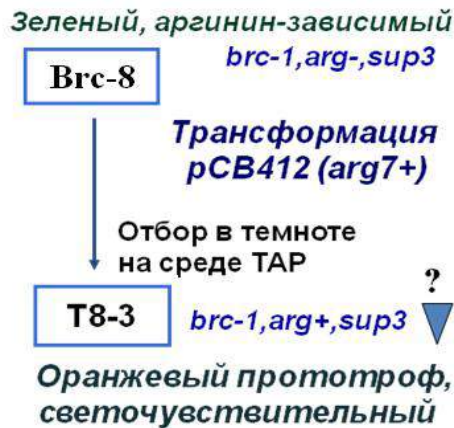 Зеленый, аргинин-зависимый
Brc-8
brc-1,arg-,sup3
Трансформация
pCB412 (arg7+)
Отбор в темноте
на среде ТАР
?
T8-3
brc-1,arg+,sup3
Оранжевый прототроф,
светочувствительный